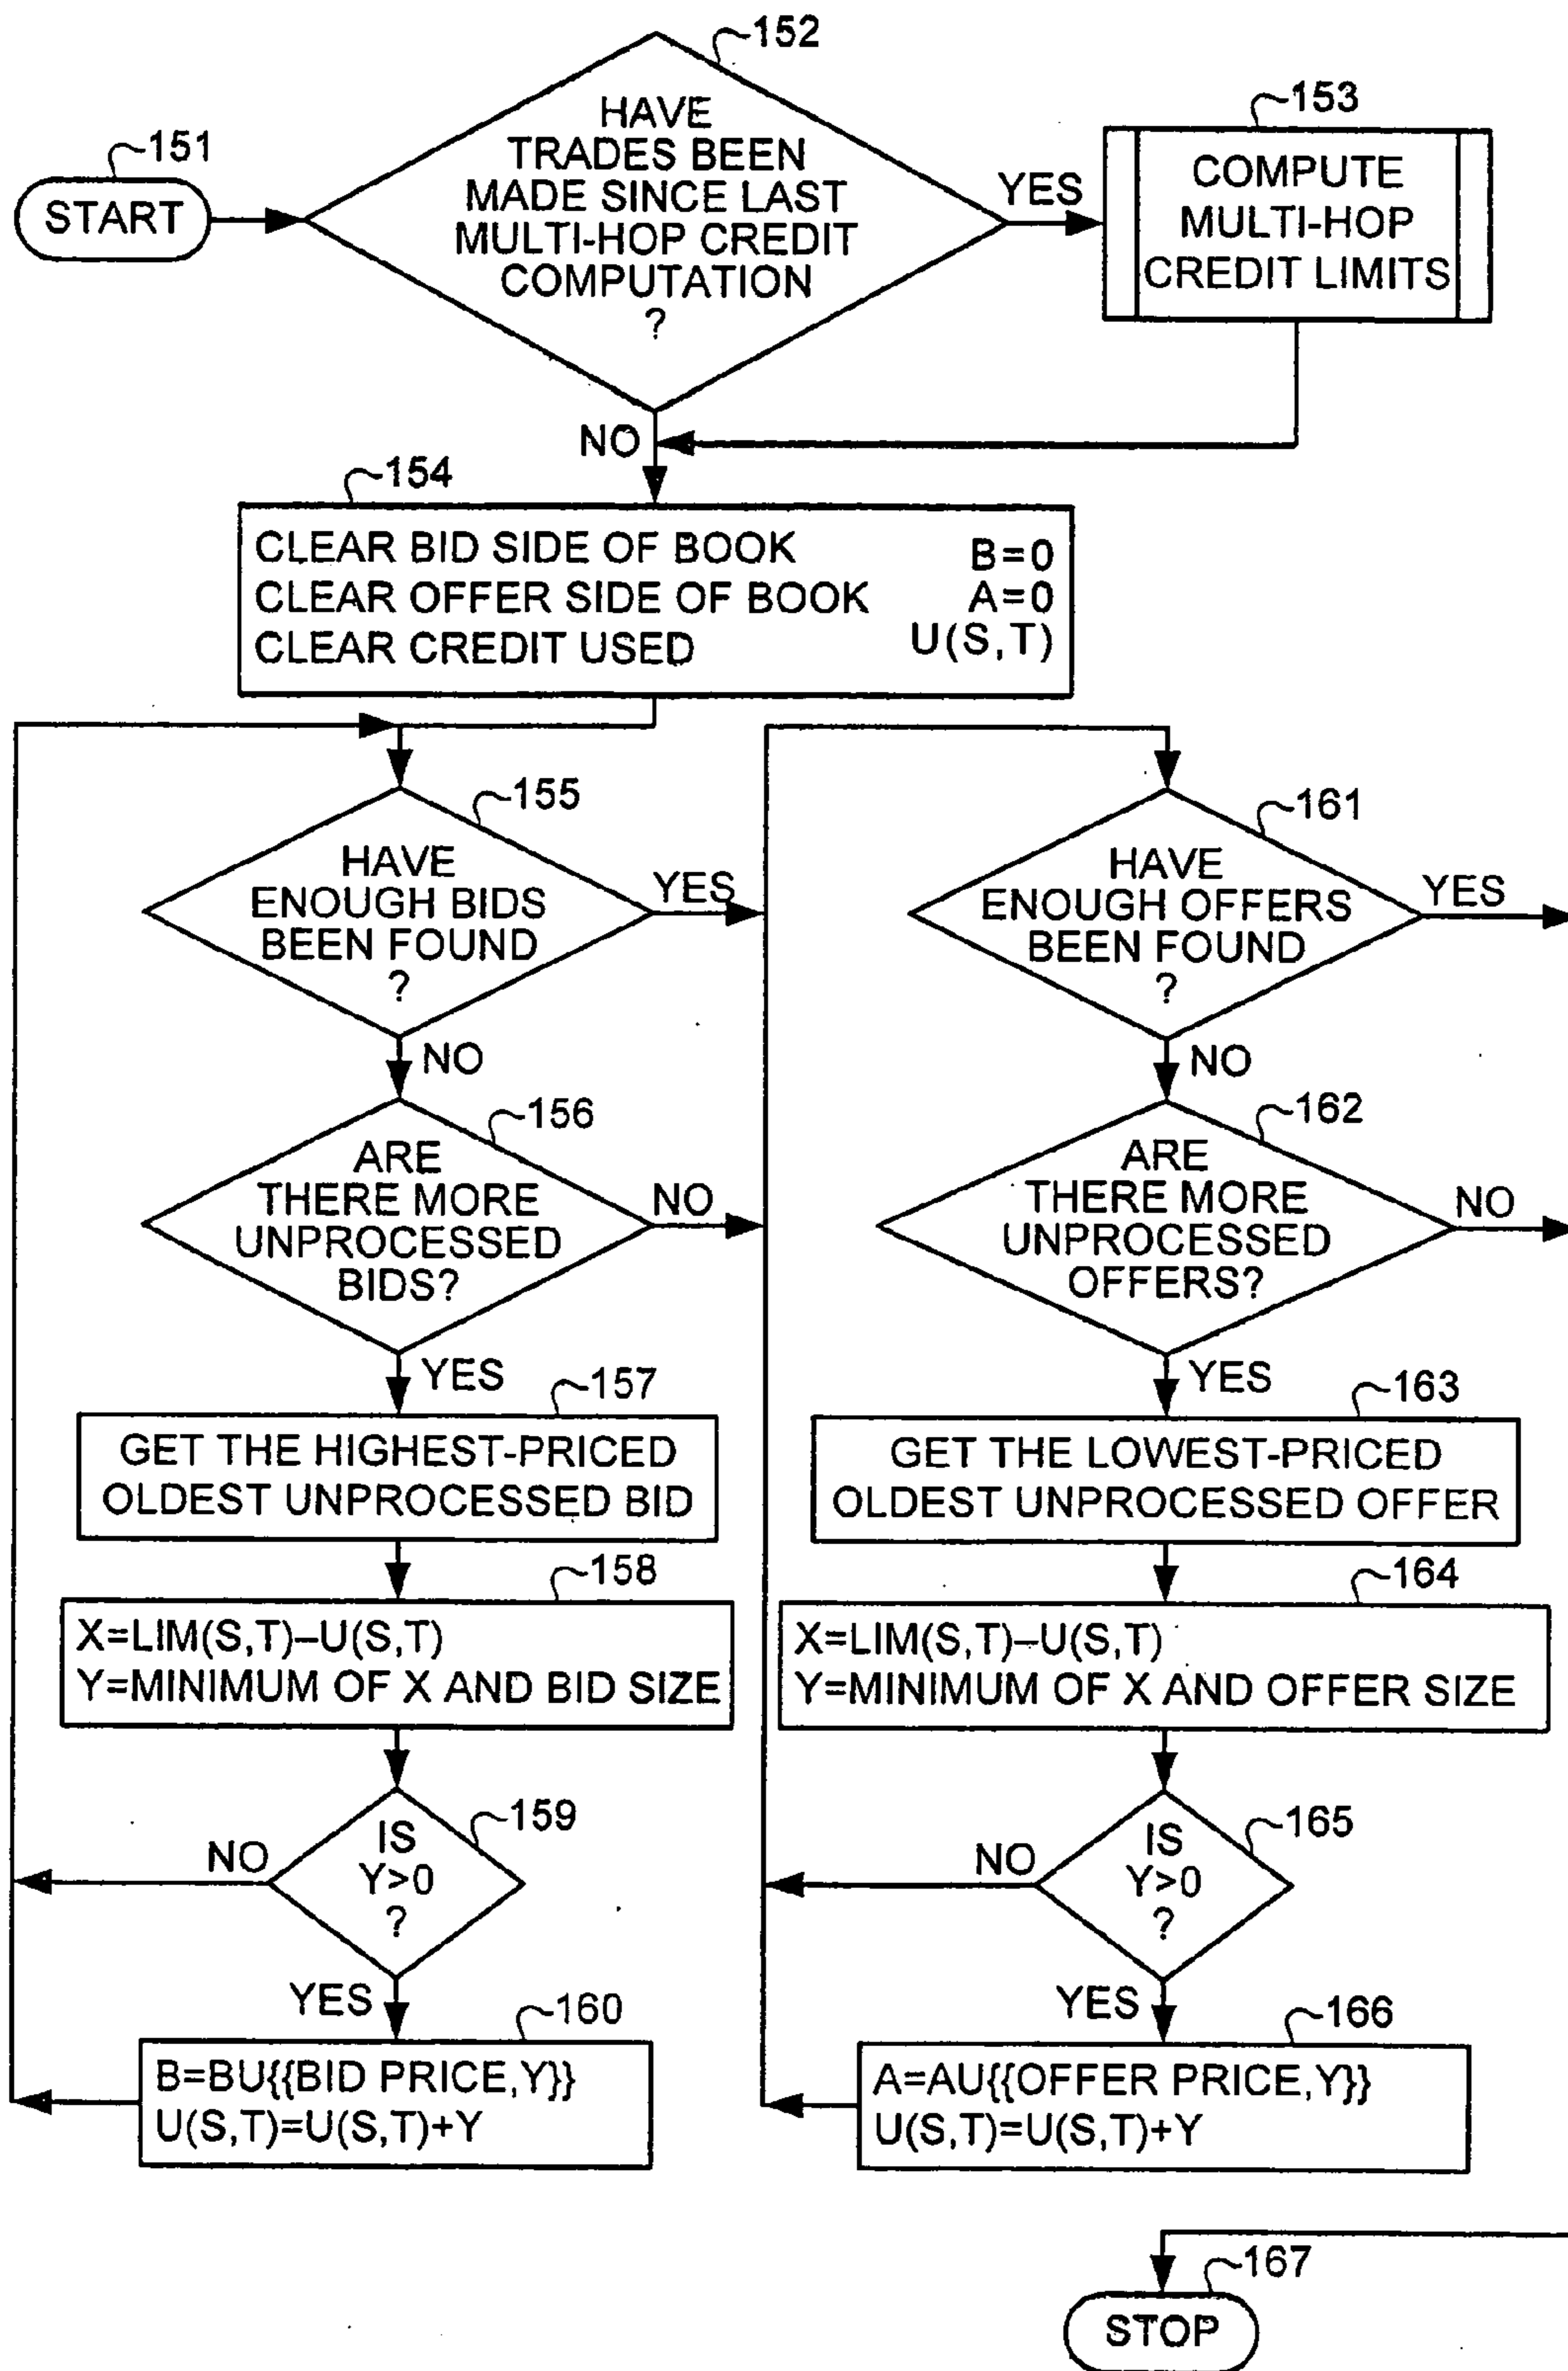 152
HAVE
TRADES BEEN
MADE SINCE LAST
MULTI-HOP CREDIT
COMPUTATION
?
151
START
YES
153
COMPUTE
MULTI-HOP
CREDIT LIMITS
NO
154
CLEAR BID SIDE OF BOOK B=0
CLEAR OFFER SIDE OF BOOK A=0
CLEAR CREDIT USED U(S,T)
155
HAVE
ENOUGH BIDS
BEEN FOUND
?
YES
NO
156
ARE
THERE MORE
UNPROCESSED
BIDS?
NO
YES
157
GET THE HIGHEST-PRICED
OLDEST UNPROCESSED BID
158
X=LIM(S,T)–U(S,T)
Y=MINIMUM OF X AND BID SIZE
159
IS
Y>0
?
NO
YES
160
B=BU{{BID PRICE,Y}}
U(S,T)=U(S,T)+Y
161
HAVE
ENOUGH OFFERS
BEEN FOUND
?
YES
NO
162
ARE
THERE MORE
UNPROCESSED
OFFERS?
NO
YES
163
GET THE LOWEST-PRICED
OLDEST UNPROCESSED OFFER
164
X=LIM(S,T)–U(S,T)
Y=MINIMUM OF X AND OFFER SIZE
165
IS
Y>0
?
NO
YES
166
A=AU{{OFFER PRICE,Y}}
U(S,T)=U(S,T)+Y
167
STOP